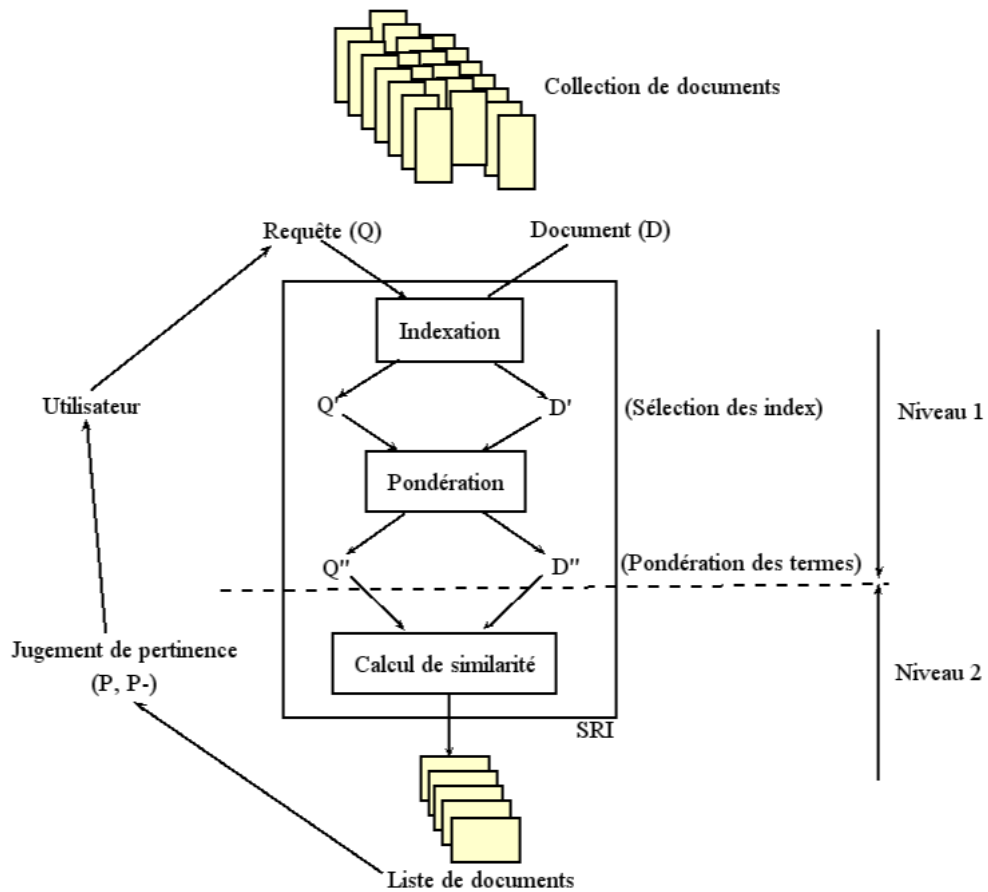 Collection de documents
Requête (Q)
Document (D)
Indexation
Utilisateur
Q'
D'
(Sélection des index)
Niveau 1
Pondération
Q"
D"
(Pondération des termes)
Jugement de pertinence
(P, P-)
Calcul de similarité
Niveau 2
SRI
Liste de documents